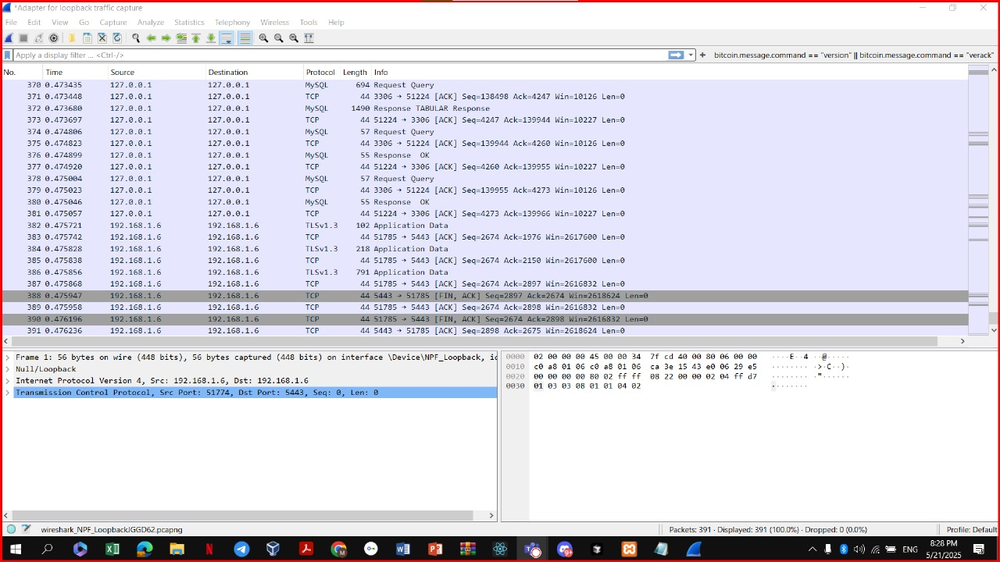 *Adapter for loopback traffic capture
File Edit View Go Capture Analyze Statistics Telephony Wireless Tools Help
Apply a display filter ... <Ctrl-/> + bitcoin.message.command == "version" || bitcoin.message.command == "verack"
No. Time Source Destination Protocol Length Info
370 0.473435 127.0.0.1 127.0.0.1 MySQL 694 Request Query
371 0.473448 127.0.0.1 127.0.0.1 TCP 44 3306 → 51224 [ACK] Seq=138498 Ack=4247 Win=10126 Len=0
372 0.473680 127.0.0.1 127.0.0.1 MySQL 1490 Response TABULAR Response
373 0.473697 127.0.0.1 127.0.0.1 TCP 44 51224 → 3306 [ACK] Seq=4247 Ack=139944 Win=10227 Len=0
374 0.474806 127.0.0.1 127.0.0.1 MySQL 57 Request Query
375 0.474823 127.0.0.1 127.0.0.1 TCP 44 3306 → 51224 [ACK] Seq=139944 Ack=4260 Win=10126 Len=0
376 0.474899 127.0.0.1 127.0.0.1 MySQL 55 Response OK
377 0.474920 127.0.0.1 127.0.0.1 TCP 44 51224 → 3306 [ACK] Seq=4260 Ack=139955 Win=10227 Len=0
378 0.475004 127.0.0.1 127.0.0.1 MySQL 57 Request Query
379 0.475023 127.0.0.1 127.0.0.1 TCP 44 3306 → 51224 [ACK] Seq=139955 Ack=4273 Win=10126 Len=0
380 0.475046 127.0.0.1 127.0.0.1 MySQL 55 Response OK
381 0.475057 127.0.0.1 127.0.0.1 TCP 44 51224 → 3306 [ACK] Seq=4273 Ack=139966 Win=10227 Len=0
382 0.475721 192.168.1.6 192.168.1.6 TLSv1.3 102 Application Data
383 0.475742 192.168.1.6 192.168.1.6 TCP 44 51785 → 5443 [ACK] Seq=2674 Ack=1976 Win=2617600 Len=0
384 0.475828 192.168.1.6 192.168.1.6 TLSv1.3 218 Application Data
385 0.475838 192.168.1.6 192.168.1.6 TCP 44 51785 → 5443 [ACK] Seq=2674 Ack=2150 Win=2617600 Len=0
386 0.475856 192.168.1.6 192.168.1.6 TLSv1.3 791 Application Data
387 0.475868 192.168.1.6 192.168.1.6 TCP 44 51785 → 5443 [ACK] Seq=2674 Ack=2897 Win=2616832 Len=0
388 0.475947 192.168.1.6 192.168.1.6 TCP 44 5443 → 51785 [FIN, ACK] Seq=2897 Ack=2674 Win=2618624 Len=0
389 0.475958 192.168.1.6 192.168.1.6 TCP 44 51785 → 5443 [ACK] Seq=2674 Ack=2898 Win=2616832 Len=0
390 0.476196 192.168.1.6 192.168.1.6 TCP 44 51785 → 5443 [FIN, ACK] Seq=2674 Ack=2898 Win=2616832 Len=0
391 0.476236 192.168.1.6 192.168.1.6 TCP 44 5443 → 51785 [ACK] Seq=2898 Ack=2675 Win=2618624 Len=0
Frame 1: 56 bytes on wire (448 bits), 56 bytes captured (448 bits) on interface \Device\NPF_Loopback, ic
Null/Loopback
Internet Protocol Version 4, Src: 192.168.1.6, Dst: 192.168.1.6
Transmission Control Protocol, Src Port: 51774, Dst Port: 5443, Seq: 0, Len: 0
0000 02 00 00 00 45 00 00 34 7f cd 40 00 80 06 00 00 ····E··4 ··@·····
0010 c0 a8 01 06 c0 a8 01 06 ca 3e 15 43 e0 06 29 e5 ········ ·>·C··)·
0020 00 00 00 00 80 02 ff ff 08 22 00 00 02 04 ff d7 ········ ·"······
0030 01 03 03 08 01 01 04 02 ········
wireshark_NPF_LoopbackJGGD62.pcapng Packets: 391 · Displayed: 391 (100.0%) · Dropped: 0 (0.0%) Profile: Default
ENG 8:28 PM
5/21/2025